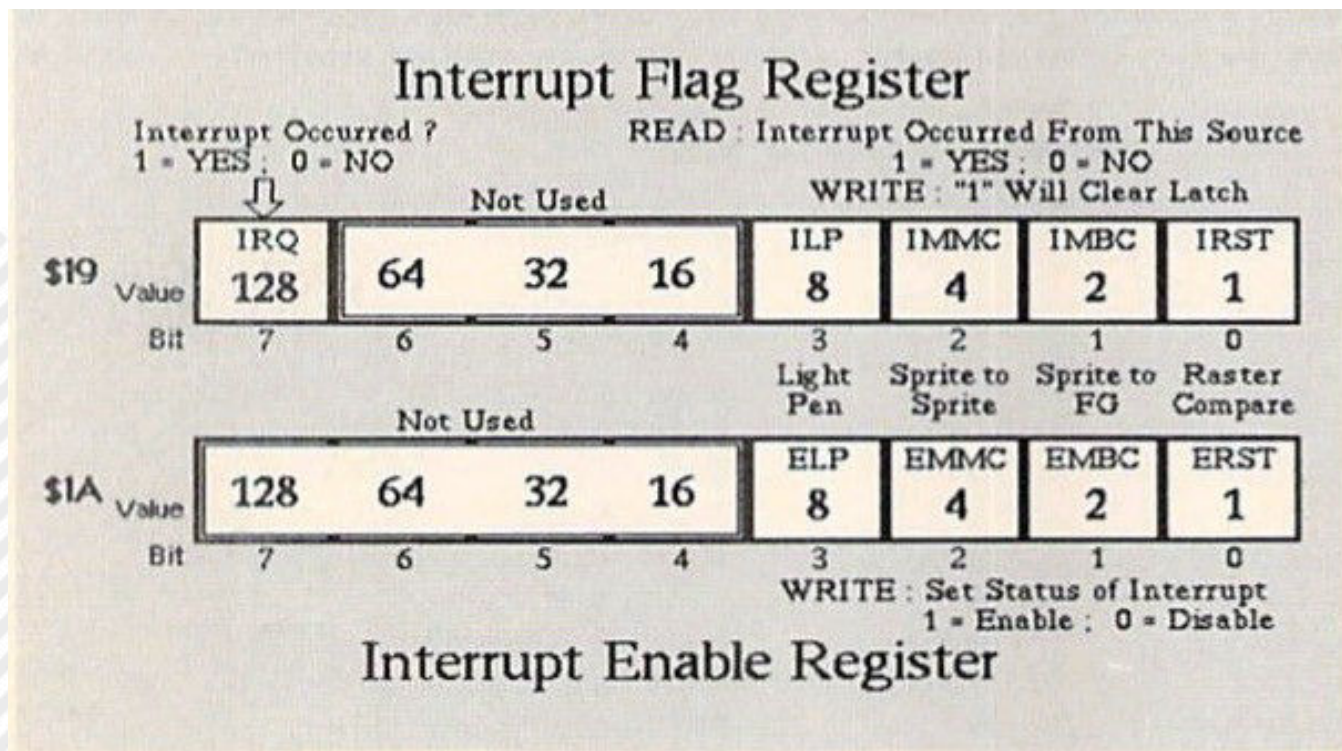 Interrupt Flag Register
Interrupt Occurred ?
1 = YES ; 0 = NO
READ : Interrupt Occurred From This Source
1 = YES ; 0 = NO
WRITE : "1" Will Clear Latch
Not Used
IRQ ILP IMMC IMBC IRST
$19 Value 128 64 32 16 8 4 2 1
Bit 7 6 5 4 3 2 1 0
Light Sprite to Sprite to Raster
Pen Sprite FG Compare
Not Used
ELP EMMC EMBC ERST
$1A Value 128 64 32 16 8 4 2 1
Bit 7 6 5 4 3 2 1 0
WRITE : Set Status of Interrupt
1 = Enable ; 0 = Disable
Interrupt Enable Register